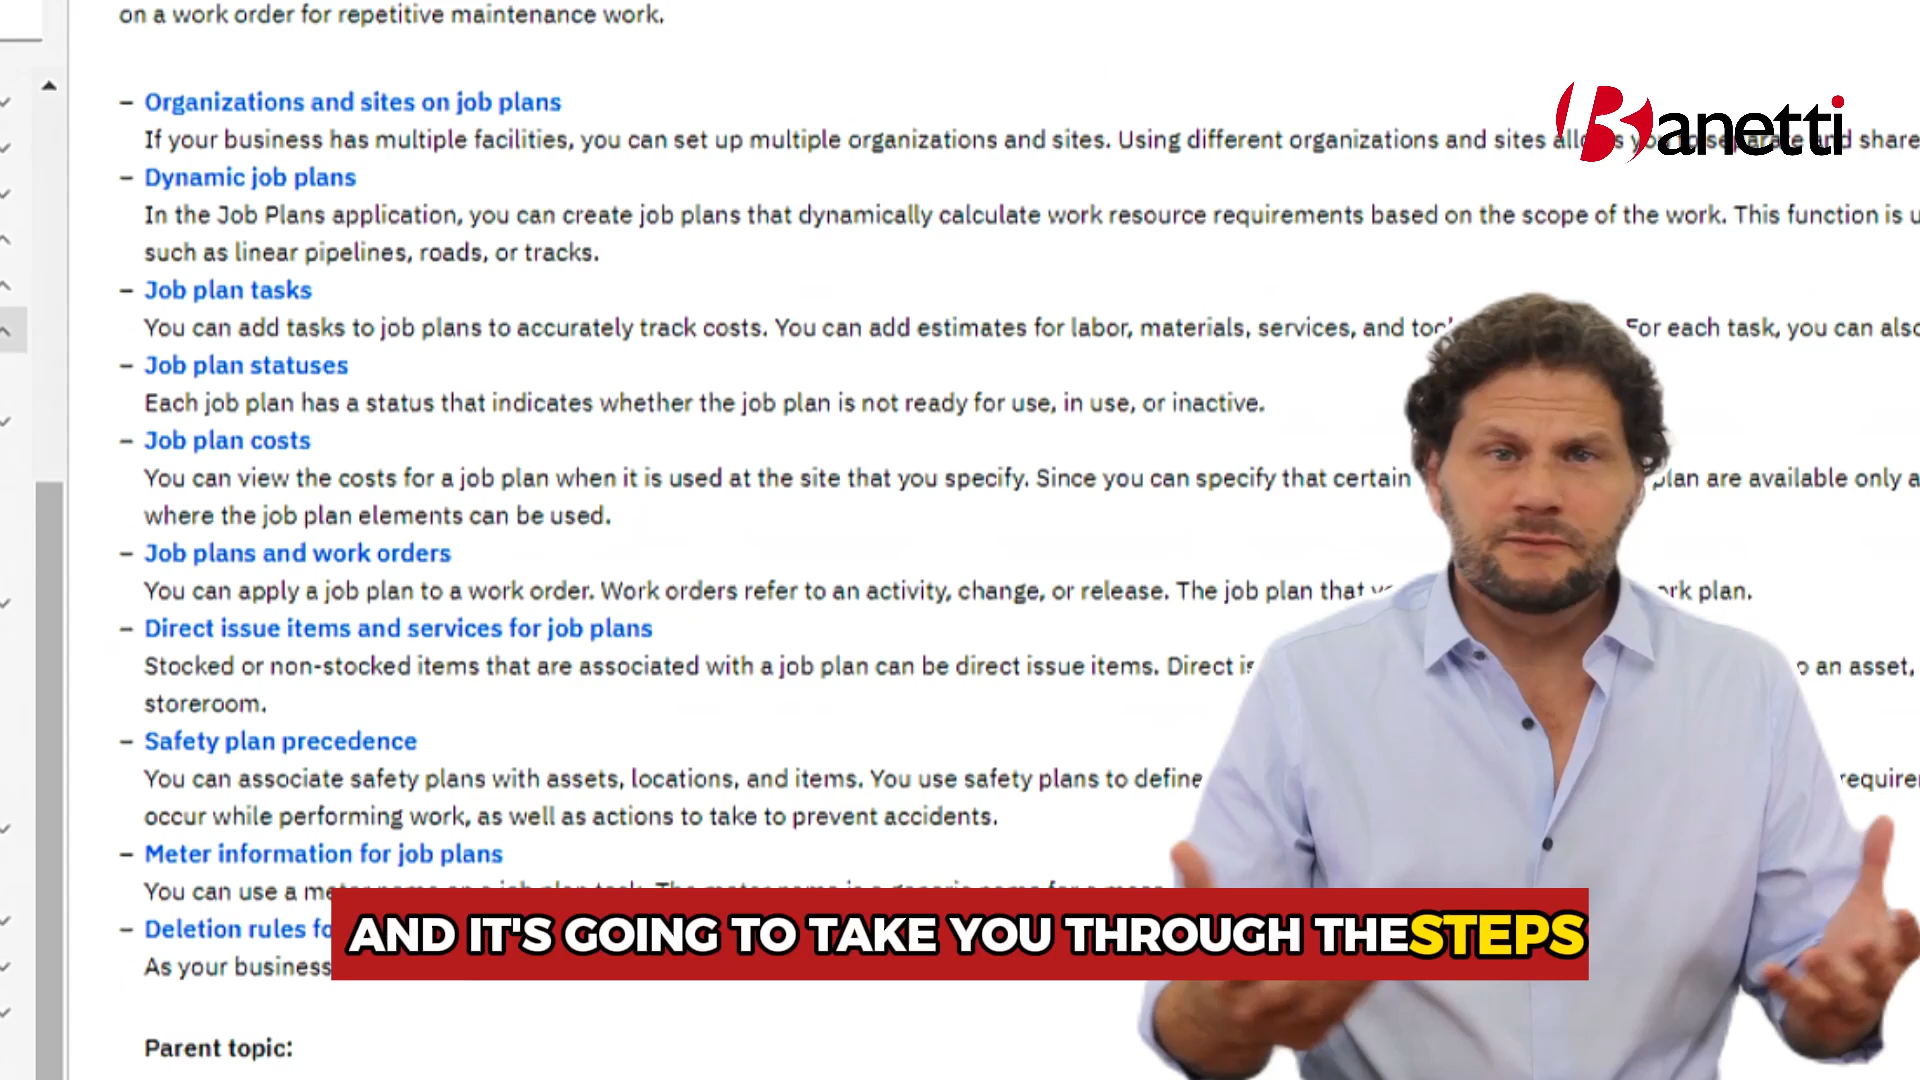 on a work order for repetitive maintenance work.
Banetti
– Organizations and sites on job plans
If your business has multiple facilities, you can set up multiple organizations and sites. Using different organizations and sites allows you to separate and share
– Dynamic job plans
In the Job Plans application, you can create job plans that dynamically calculate work resource requirements based on the scope of the work. This function is u
such as linear pipelines, roads, or tracks.
– Job plan tasks
You can add tasks to job plans to accurately track costs. You can add estimates for labor, materials, services, and For each task, you can also
– Job plan statuses
Each job plan has a status that indicates whether the job plan is not ready for use, in use, or inactive.
– Job plan costs
You can view the costs for a job plan when it is used at the site that you specify. Since you can specify that certain plan are available only a
where the job plan elements can be used.
– Job plans and work orders
You can apply a job plan to a work order. Work orders refer to an activity, change, or release. The job plan that rk plan.
– Direct issue items and services for job plans
Stocked or non-stocked items that are associated with a job plan can be direct issue items. Direct is o an asset,
storeroom.
– Safety plan precedence
You can associate safety plans with assets, locations, and items. You use safety plans to define require
occur while performing work, as well as actions to take to prevent accidents.
– Meter information for job plans
You can use a
– Deletion rules fo
AND IT'S GOING TO TAKE YOU THROUGH THE STEPS
As your business
Parent topic: